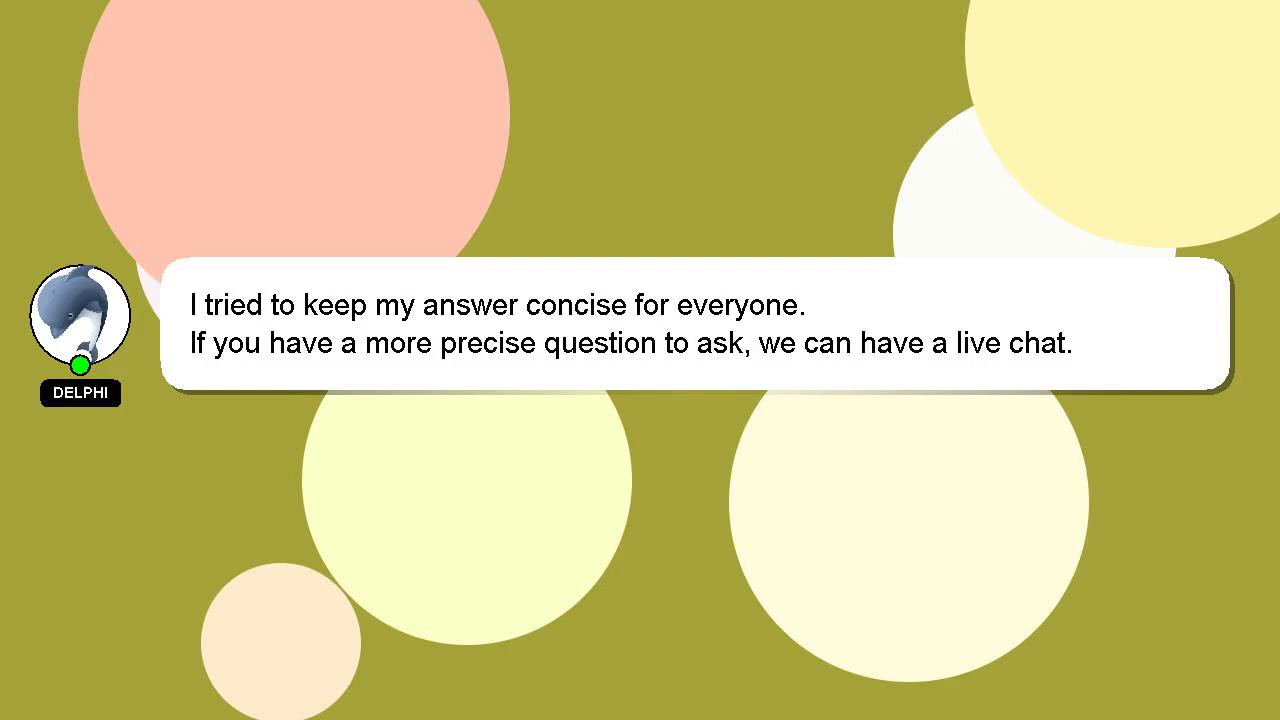 I tried to keep my answer concise for everyone.
If you have a more precise question to ask, we can have a live chat.
DELPHI